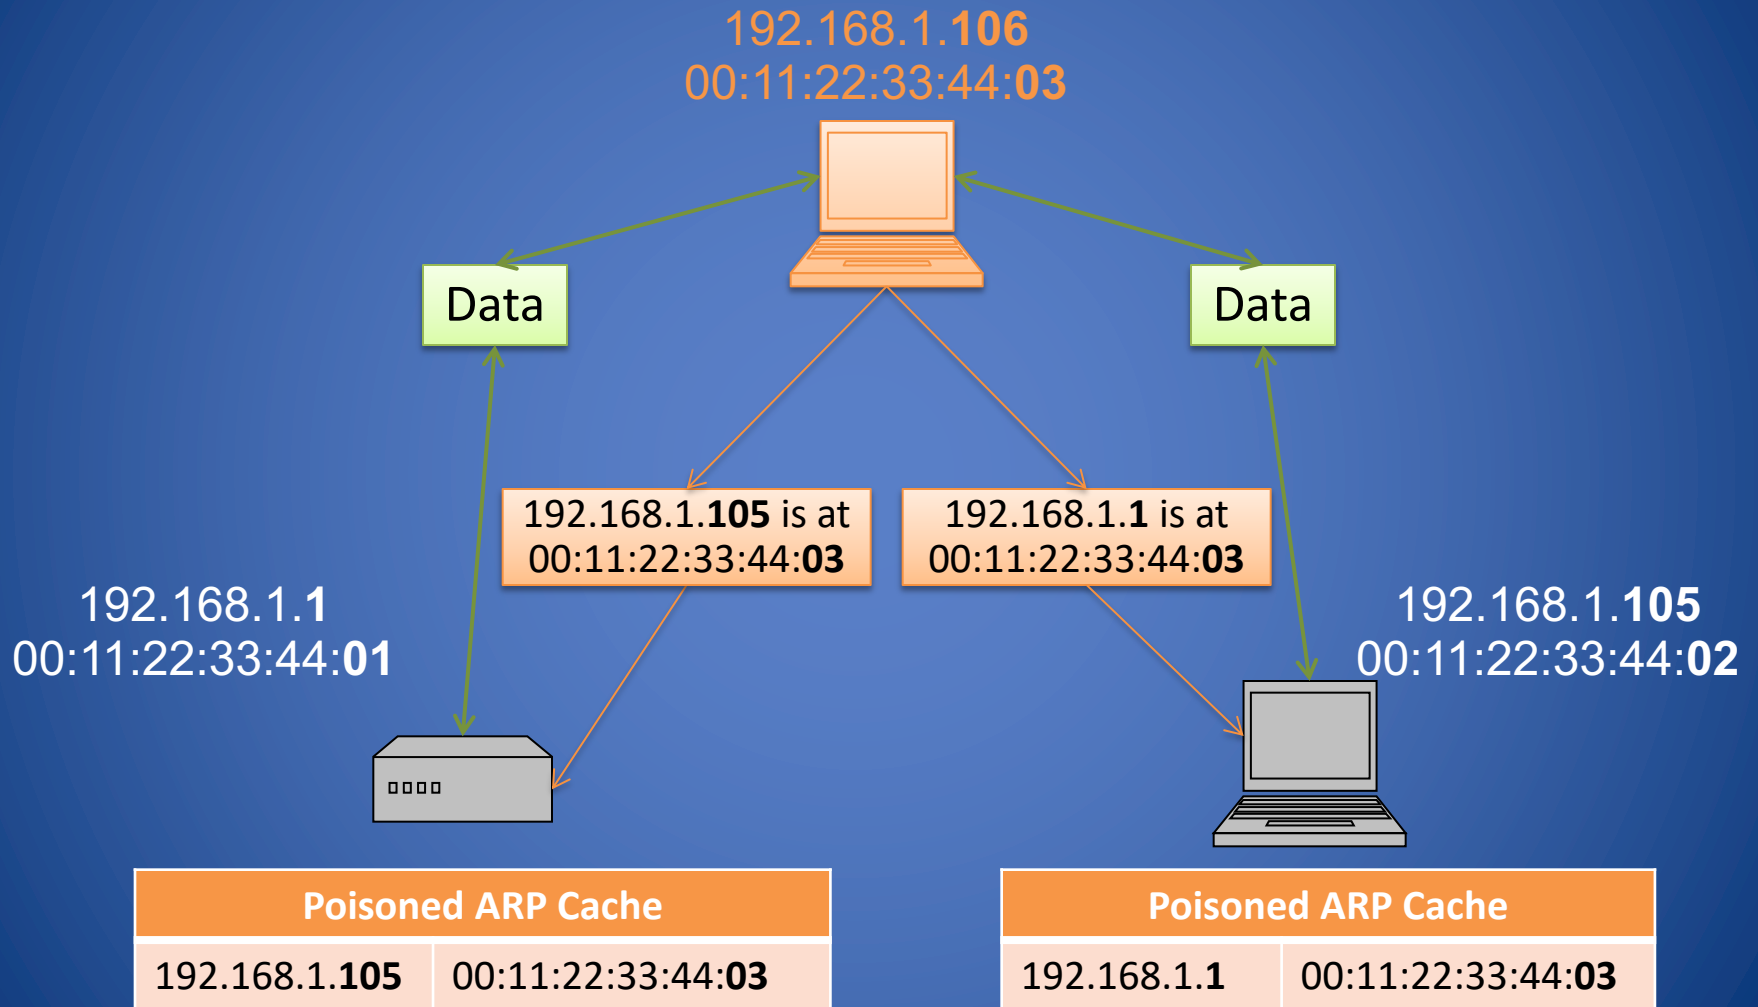 192.168.1.106
00:11:22:33:44:03
Data
Data
192.168.1.105 is at
00:11:22:33:44:03
192.168.1.1 is at
00:11:22:33:44:03
192.168.1.1
00:11:22:33:44:01
192.168.1.105
00:11:22:33:44:02
Poisoned ARP Cache
192.168.1.105 00:11:22:33:44:03
Poisoned ARP Cache
192.168.1.1 00:11:22:33:44:03